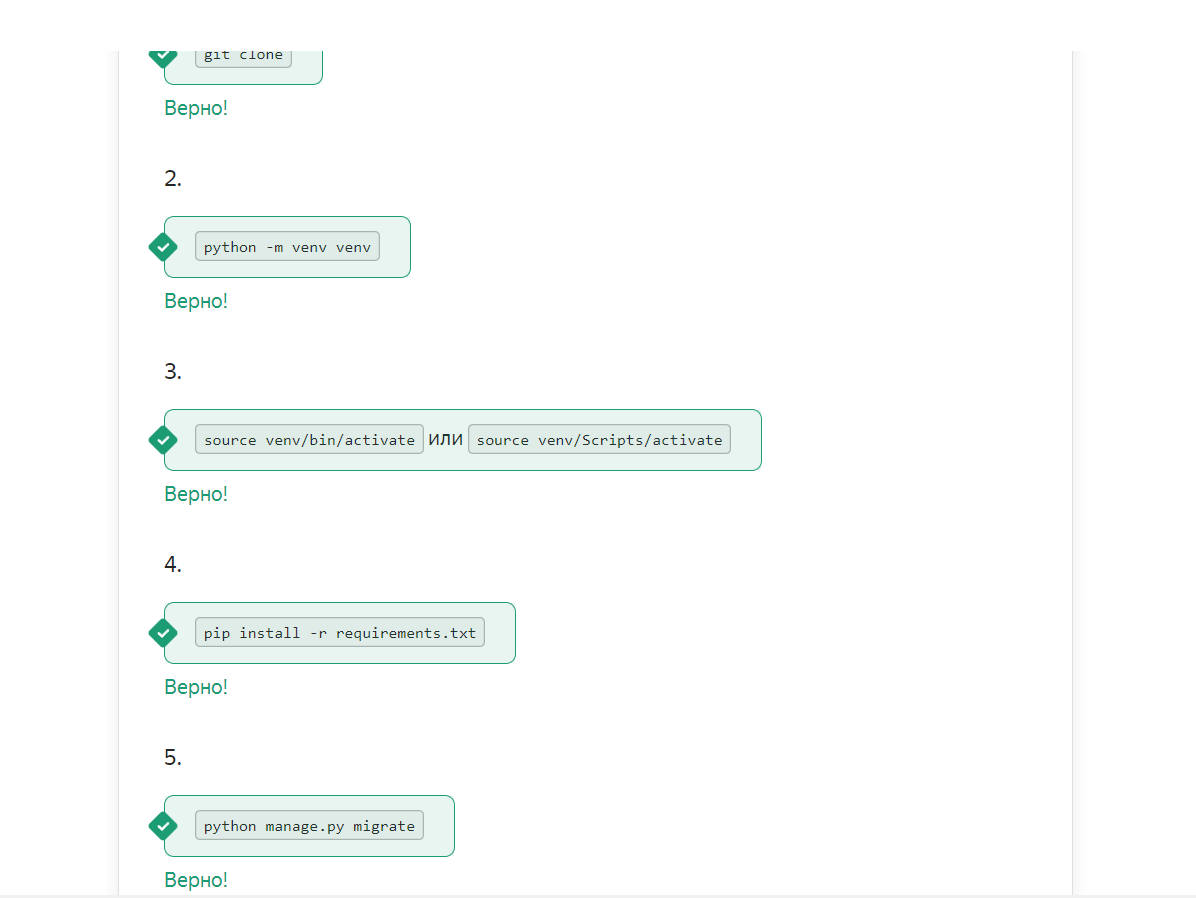 git clone
Верно!
2.
python -m venv venv
Верно!
3.
source venv/bin/activate или source venv/Scripts/activate
Верно!
4.
pip install -r requirements.txt
Верно!
5.
python manage.py migrate
Верно!